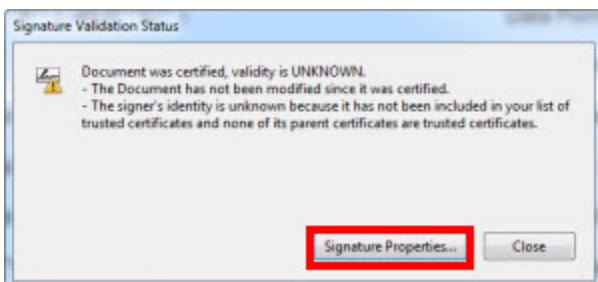 Signature Validation Status
Document was certified, validity is UNKNOWN.
- The Document has not been modified since it was certified.
- The signer's identity is unknown because it has not been included in your list of
trusted certificates and none of its parent certificates are trusted certificates.
Signature Properties... Close